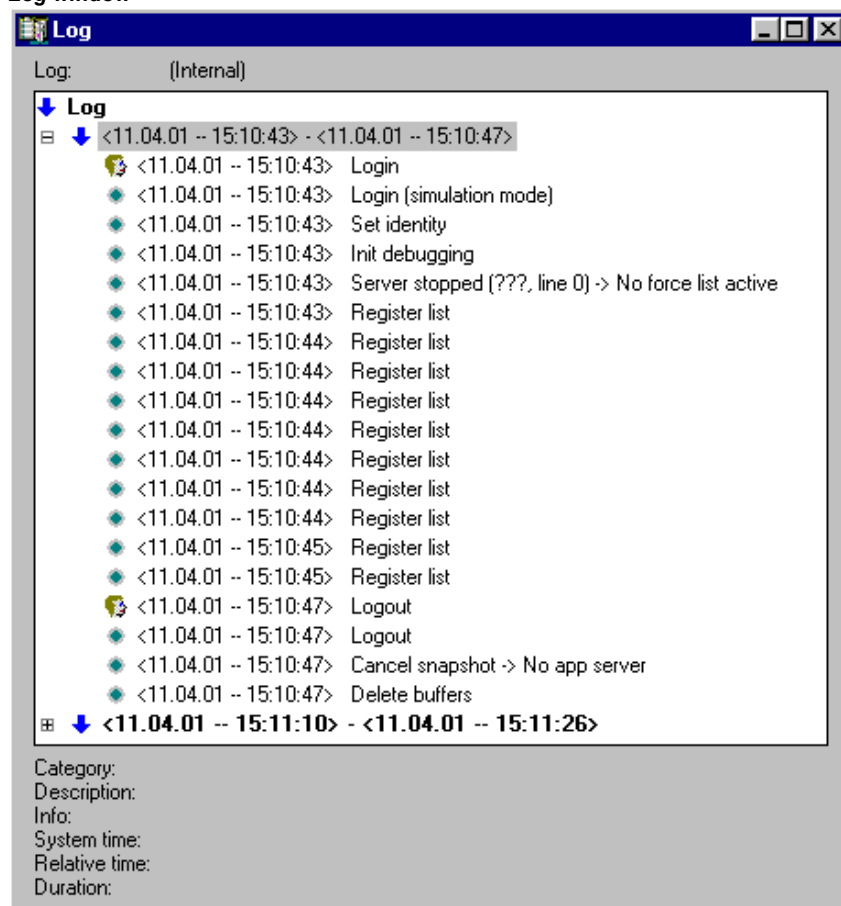 Log window
Log
Log: (Internal)
Log
<11.04.01 -- 15:10:43> - <11.04.01 -- 15:10:47>
<11.04.01 -- 15:10:43> Login
<11.04.01 -- 15:10:43> Login (simulation mode)
<11.04.01 -- 15:10:43> Set identity
<11.04.01 -- 15:10:43> Init debugging
<11.04.01 -- 15:10:43> Server stopped (???, line 0) -> No force list active
<11.04.01 -- 15:10:43> Register list
<11.04.01 -- 15:10:44> Register list
<11.04.01 -- 15:10:44> Register list
<11.04.01 -- 15:10:44> Register list
<11.04.01 -- 15:10:44> Register list
<11.04.01 -- 15:10:44> Register list
<11.04.01 -- 15:10:44> Register list
<11.04.01 -- 15:10:44> Register list
<11.04.01 -- 15:10:45> Register list
<11.04.01 -- 15:10:45> Register list
<11.04.01 -- 15:10:47> Logout
<11.04.01 -- 15:10:47> Logout
<11.04.01 -- 15:10:47> Cancel snapshot -> No app server
<11.04.01 -- 15:10:47> Delete buffers
<11.04.01 -- 15:11:10> - <11.04.01 -- 15:11:26>
Category:
Description:
Info:
System time:
Relative time:
Duration: